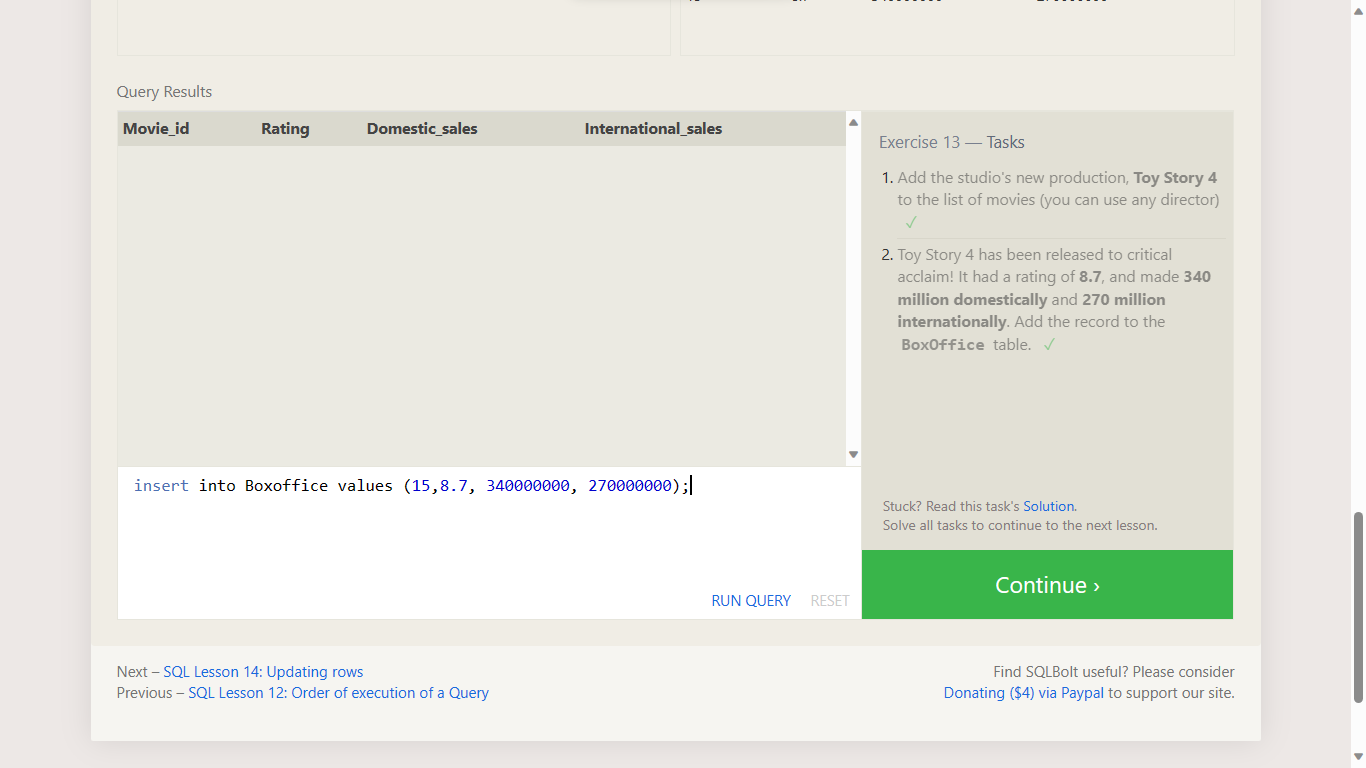 Query Results
Movie_id Rating Domestic_sales International_sales
Exercise 13 — Tasks
1. Add the studio's new production, Toy Story 4
to the list of movies (you can use any director)
✓
2. Toy Story 4 has been released to critical
acclaim! It had a rating of 8.7, and made 340
million domestically and 270 million
internationally. Add the record to the
BoxOffice table. ✓
insert into Boxoffice values (15,8.7, 340000000, 270000000);
Stuck? Read this task's Solution.
Solve all tasks to continue to the next lesson.
RUN QUERY RESET
Continue ›
Next – SQL Lesson 14: Updating rows
Previous – SQL Lesson 12: Order of execution of a Query
Find SQLBolt useful? Please consider
Donating ($4) via Paypal to support our site.